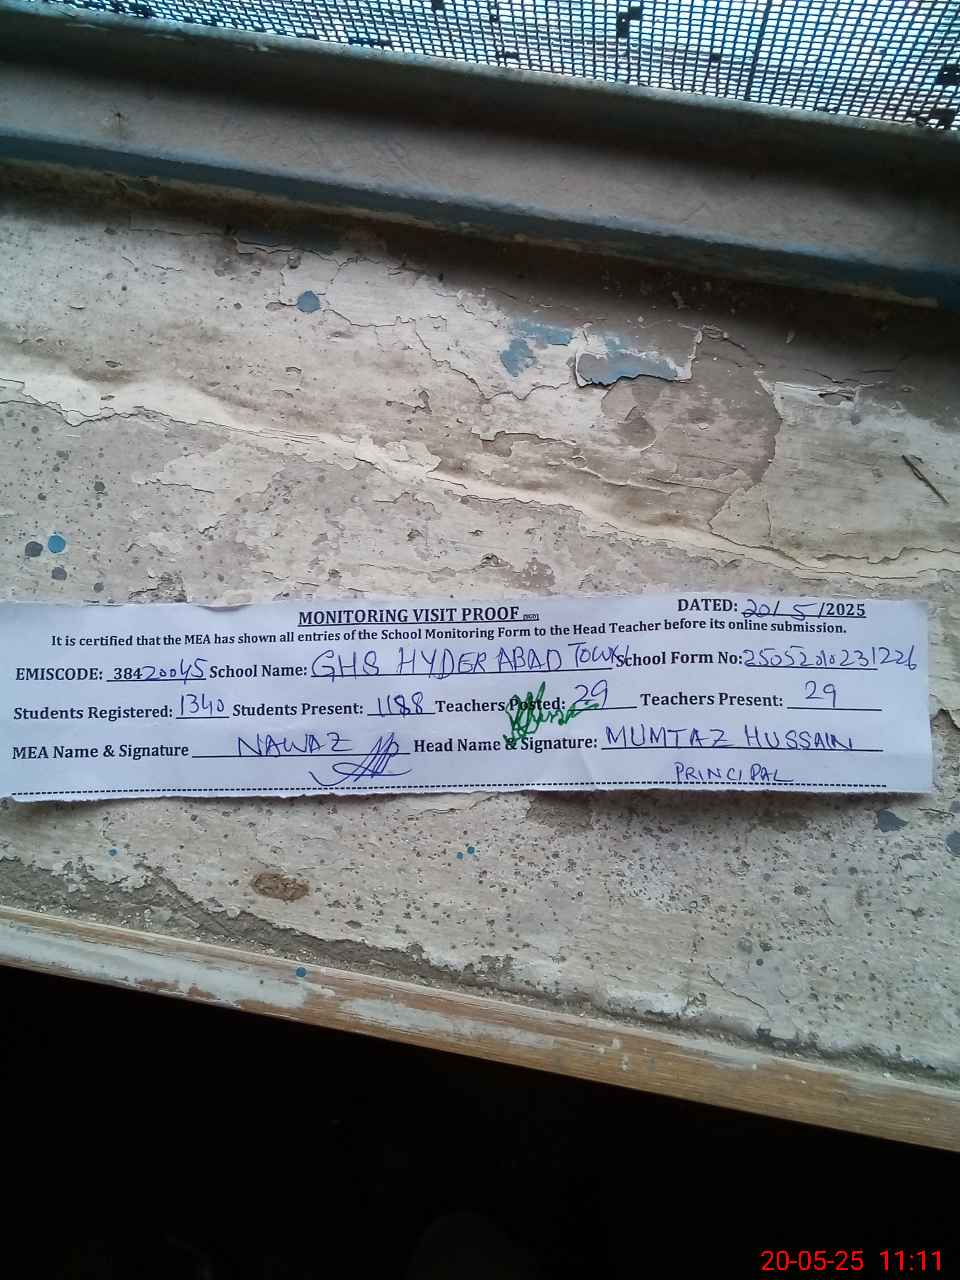 MONITORING VISIT PROOF DATED: 20/5/2025
It is certified that the MEA has shown all entries of the School Monitoring Form to the Head Teacher before its online submission.
EMISCODE: 38420045 School Name: GHS HYDERABAD TOWN School Form No: 25052010231226
Students Registered: 1340 Students Present: 1188 Teachers Posted: 29 Teachers Present: 29
MEA Name & Signature NAWAZ Head Name & Signature: MUMTAZ HUSSAIN
PRINCIPAL
20-05-25 11:11